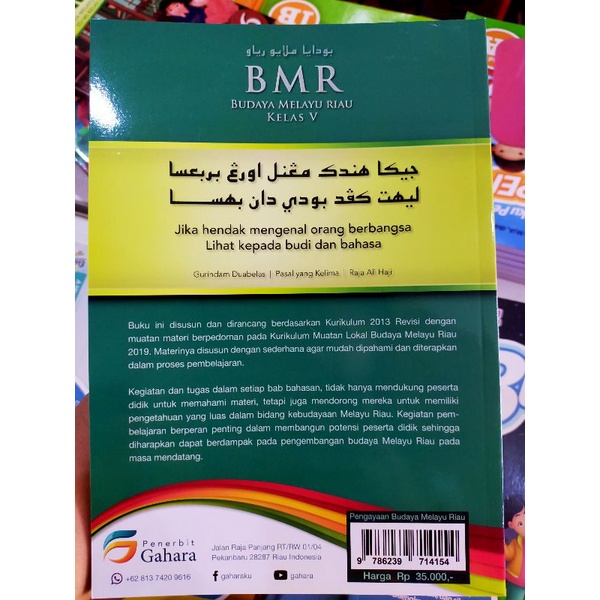 بودايا ملايو رياو
BMR
BUDAYA MELAYU RIAU
KELAS V
جيكا هندق مڠنل اورڠ بربڠسا
ليهت کڤد بودي دان بهسا
Jika hendak mengenal orang berbangsa
Lihat kepada budi dan bahasa
Gurindam Duabelas | Pasal yang Kelima | Raja Ali Haji
Buku ini disusun dan dirancang berdasarkan Kurikulum 2013 Revisi dengan
muatan materi berpedoman pada Kurikulum Muatan Lokal Budaya Melayu Riau
2019. Materinya disusun dengan sederhana agar mudah dipahami dan diterapkan
dalam proses pembelajaran.
Kegiatan dan tugas dalam setiap bab bahasan, tidak hanya mendukung peserta
didik untuk memahami materi, tetapi juga mendorong mereka untuk memiliki
pengetahuan yang luas dalam bidang kebudayaan Melayu Riau. Kegiatan pem-
belajaran berperan penting dalam membangun potensi peserta didik sehingga
diharapkan dapat berdampak pada pengembangan budaya Melayu Riau pada
masa mendatang.
Penerbit
Gahara
Jalan Raja Panjang RT/RW 01/04
Pekanbaru 28287 Riau Indonesia
+62 813 7420 9616
gaharaku
gahara
Pengayaan Budaya Melayu Riau
9 786239 714154
Harga Rp 35.000,-